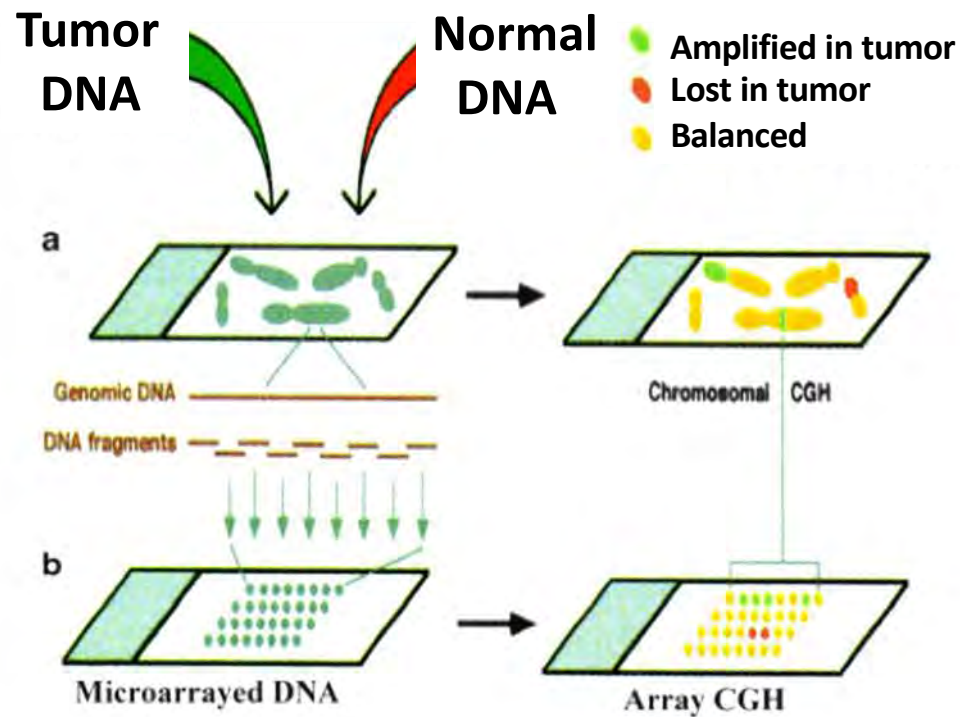 Tumor
DNA
Normal
DNA
Amplified in tumor
Lost in tumor
Balanced
a
Genomic DNA
Chromosomal CGH
DNA fragments
b
Microarrayed DNA
Array CGH